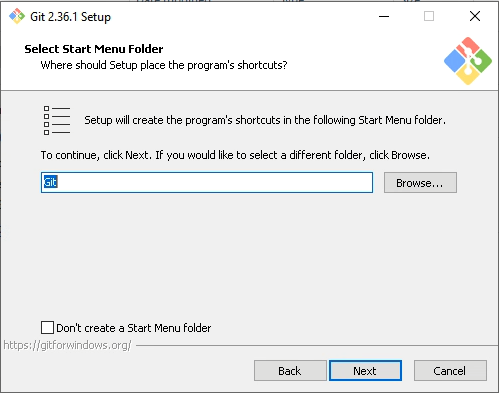 Git 2.36.1 Setup
Select Start Menu Folder
Where should Setup place the program's shortcuts?
Setup will create the program's shortcuts in the following Start Menu folder.
To continue, click Next. If you would like to select a different folder, click Browse.
Git
Browse...
Don't create a Start Menu folder
https://gitforwindows.org/
Back
Next
Cancel